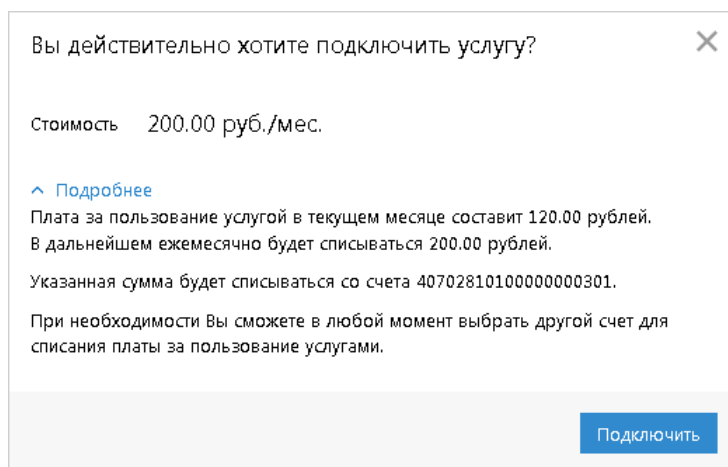 Вы действительно хотите подключить услугу?
Стоимость 200.00 руб./мес.
Подробнее
Плата за пользование услугой в текущем месяце составит 120.00 рублей.
В дальнейшем ежемесячно будет списываться 200.00 рублей.
Указанная сумма будет списываться со счета 40702810100000000301.
При необходимости Вы сможете в любой момент выбрать другой счет для
списания платы за пользование услугами.
Подключить